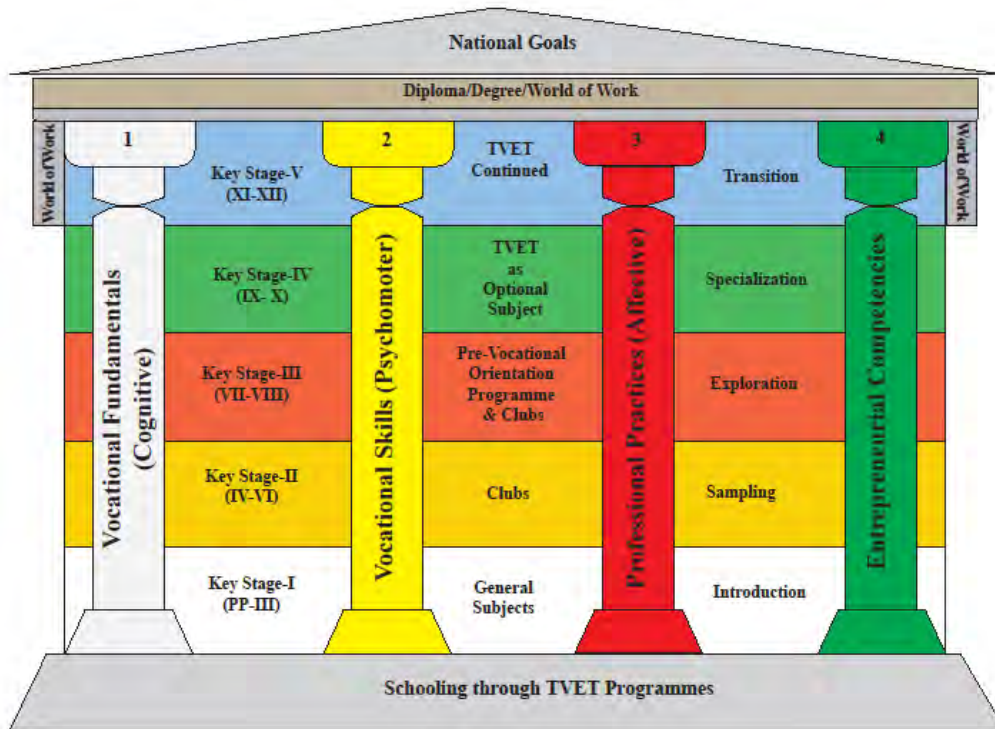 National Goals
Diploma/Degree/World of Work
World of Work
1
2
3
4
World of Work
Vocational Fundamentals
(Cognitive)
Vocational Skills (Psychomoter)
Professional Practices (Affective)
Entrepreneurial Competencies
Key Stage-V
(XI-XII)
TVET
Continued
Transition
Key Stage-IV
(IX- X)
TVET
as
Optional
Subject
Specialization
Key Stage-III
(VII-VIII)
Pre-Vocational
Orientation
Programme
& Clubs
Exploration
Key Stage-II
(IV-VI)
Clubs
Sampling
Key Stage-I
(PP-III)
General
Subjects
Introduction
Schooling through TVET Programmes